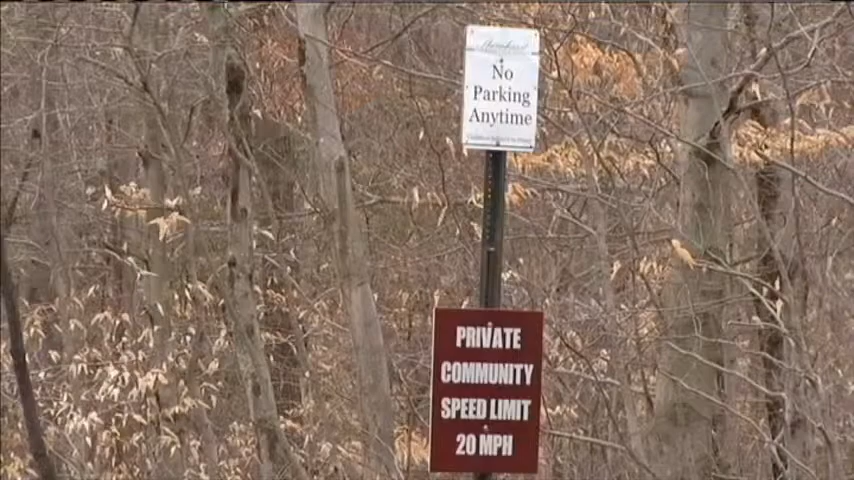 No
Parking
Anytime
PRIVATE
COMMUNITY
SPEED LIMIT
20 MPH